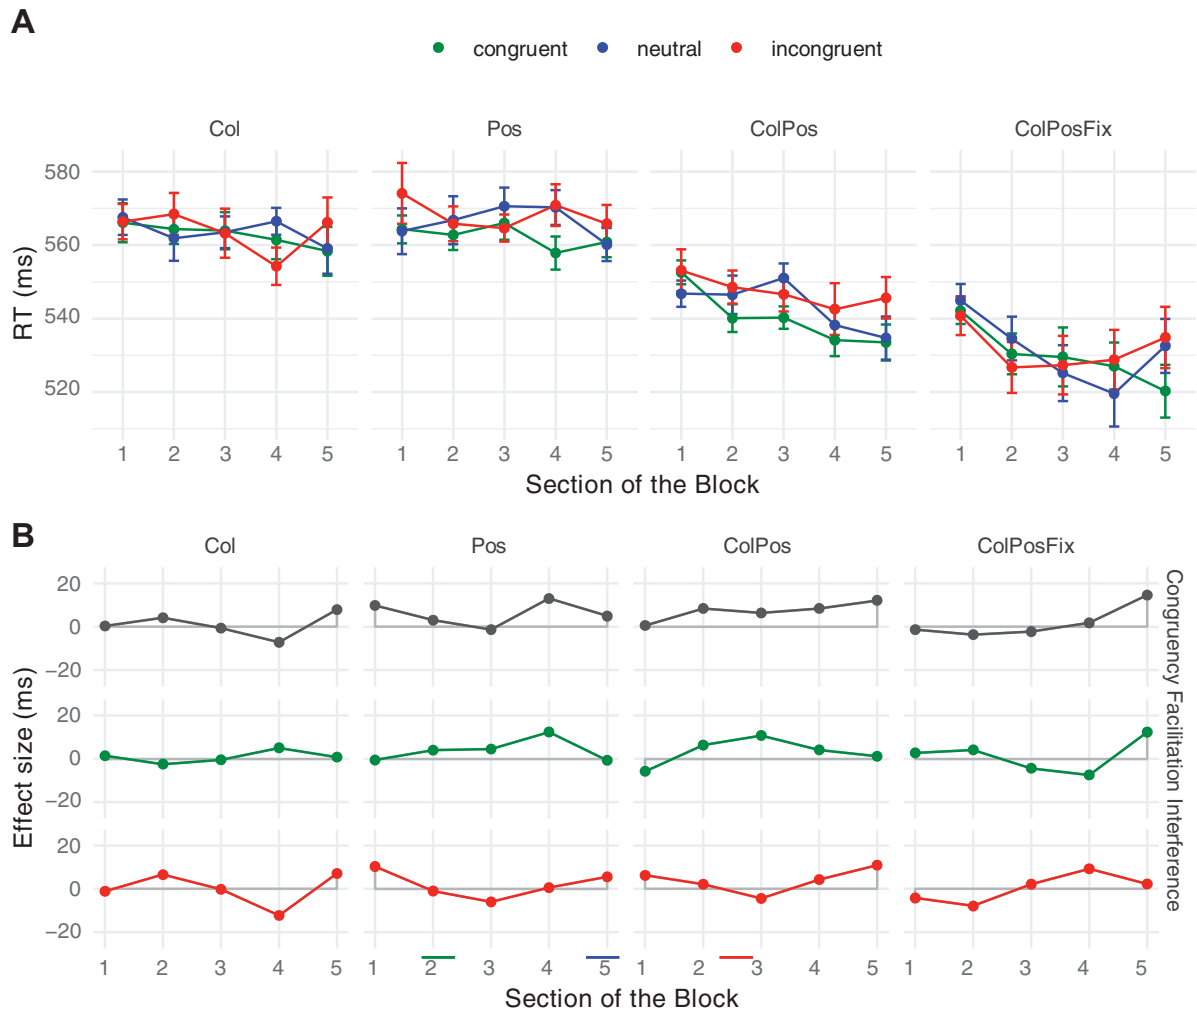 A
congruent neutral incongruent
Col Pos ColPos ColPosFix
580
560
540
520
RT (ms)
1 2 3 4 5 1 2 3 4 5 1 2 3 4 5 1 2 3 4 5
Section of the Block
B
Col Pos ColPos ColPosFix
20
0
−20
20
0
−20
20
0
−20
Effect size (ms)
Congruency Facilitation Interference
1 2 3 4 5 1 2 3 4 5 1 2 3 4 5 1 2 3 4 5
Section of the Block